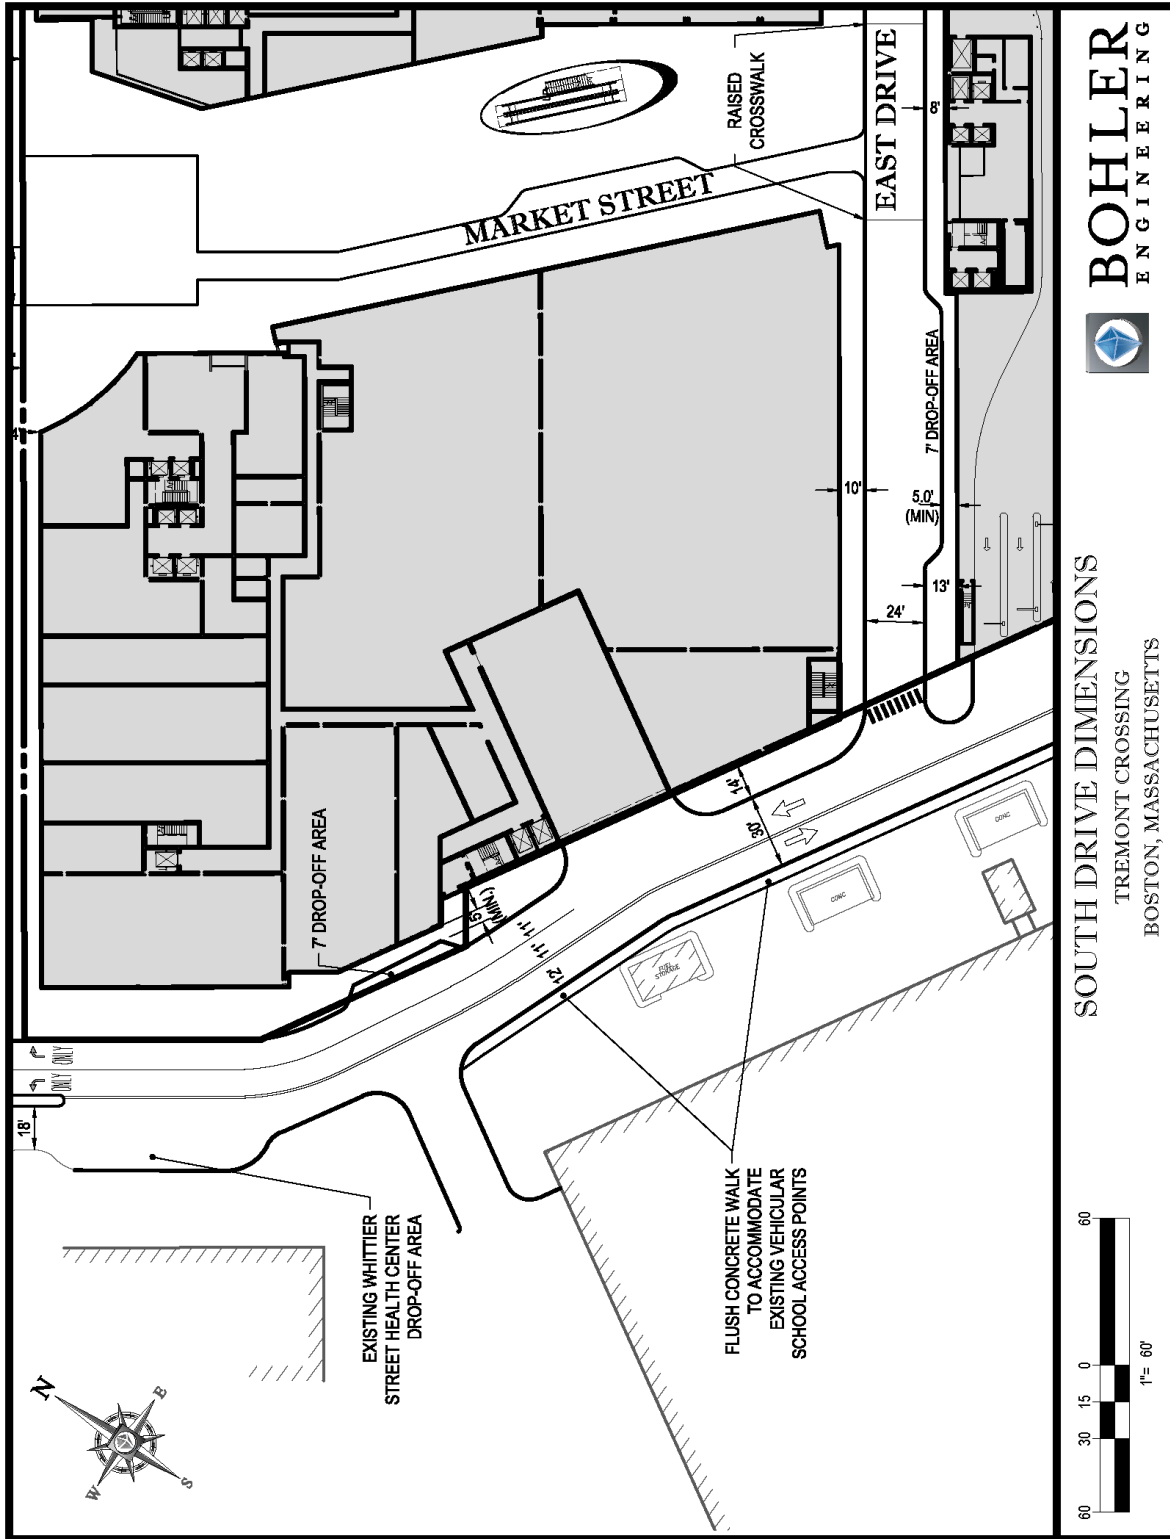 RAISED
CROSSWALK
EAST DRIVE
8'
MARKET STREET
7' DROP-OFF AREA
10'
5.0'
(MIN)
13'
24'
7' DROP-OFF AREA
5'
(MIN.)
14'
30'
12' 11' 11'
CONC
CONC
FUEL
STORAGE
ONLY
ONLY
18'
EXISTING WHITTIER
STREET HEALTH CENTER
DROP-OFF AREA
FLUSH CONCRETE WALK
TO ACCOMMODATE
EXISTING VEHICULAR
SCHOOL ACCESS POINTS
N
E
S
W
BOHLER
ENGINEERING
SOUTH DRIVE DIMENSIONS
TREMONT CROSSING
BOSTON, MASSACHUSETTS
60 30 15 0 60
1"= 60'